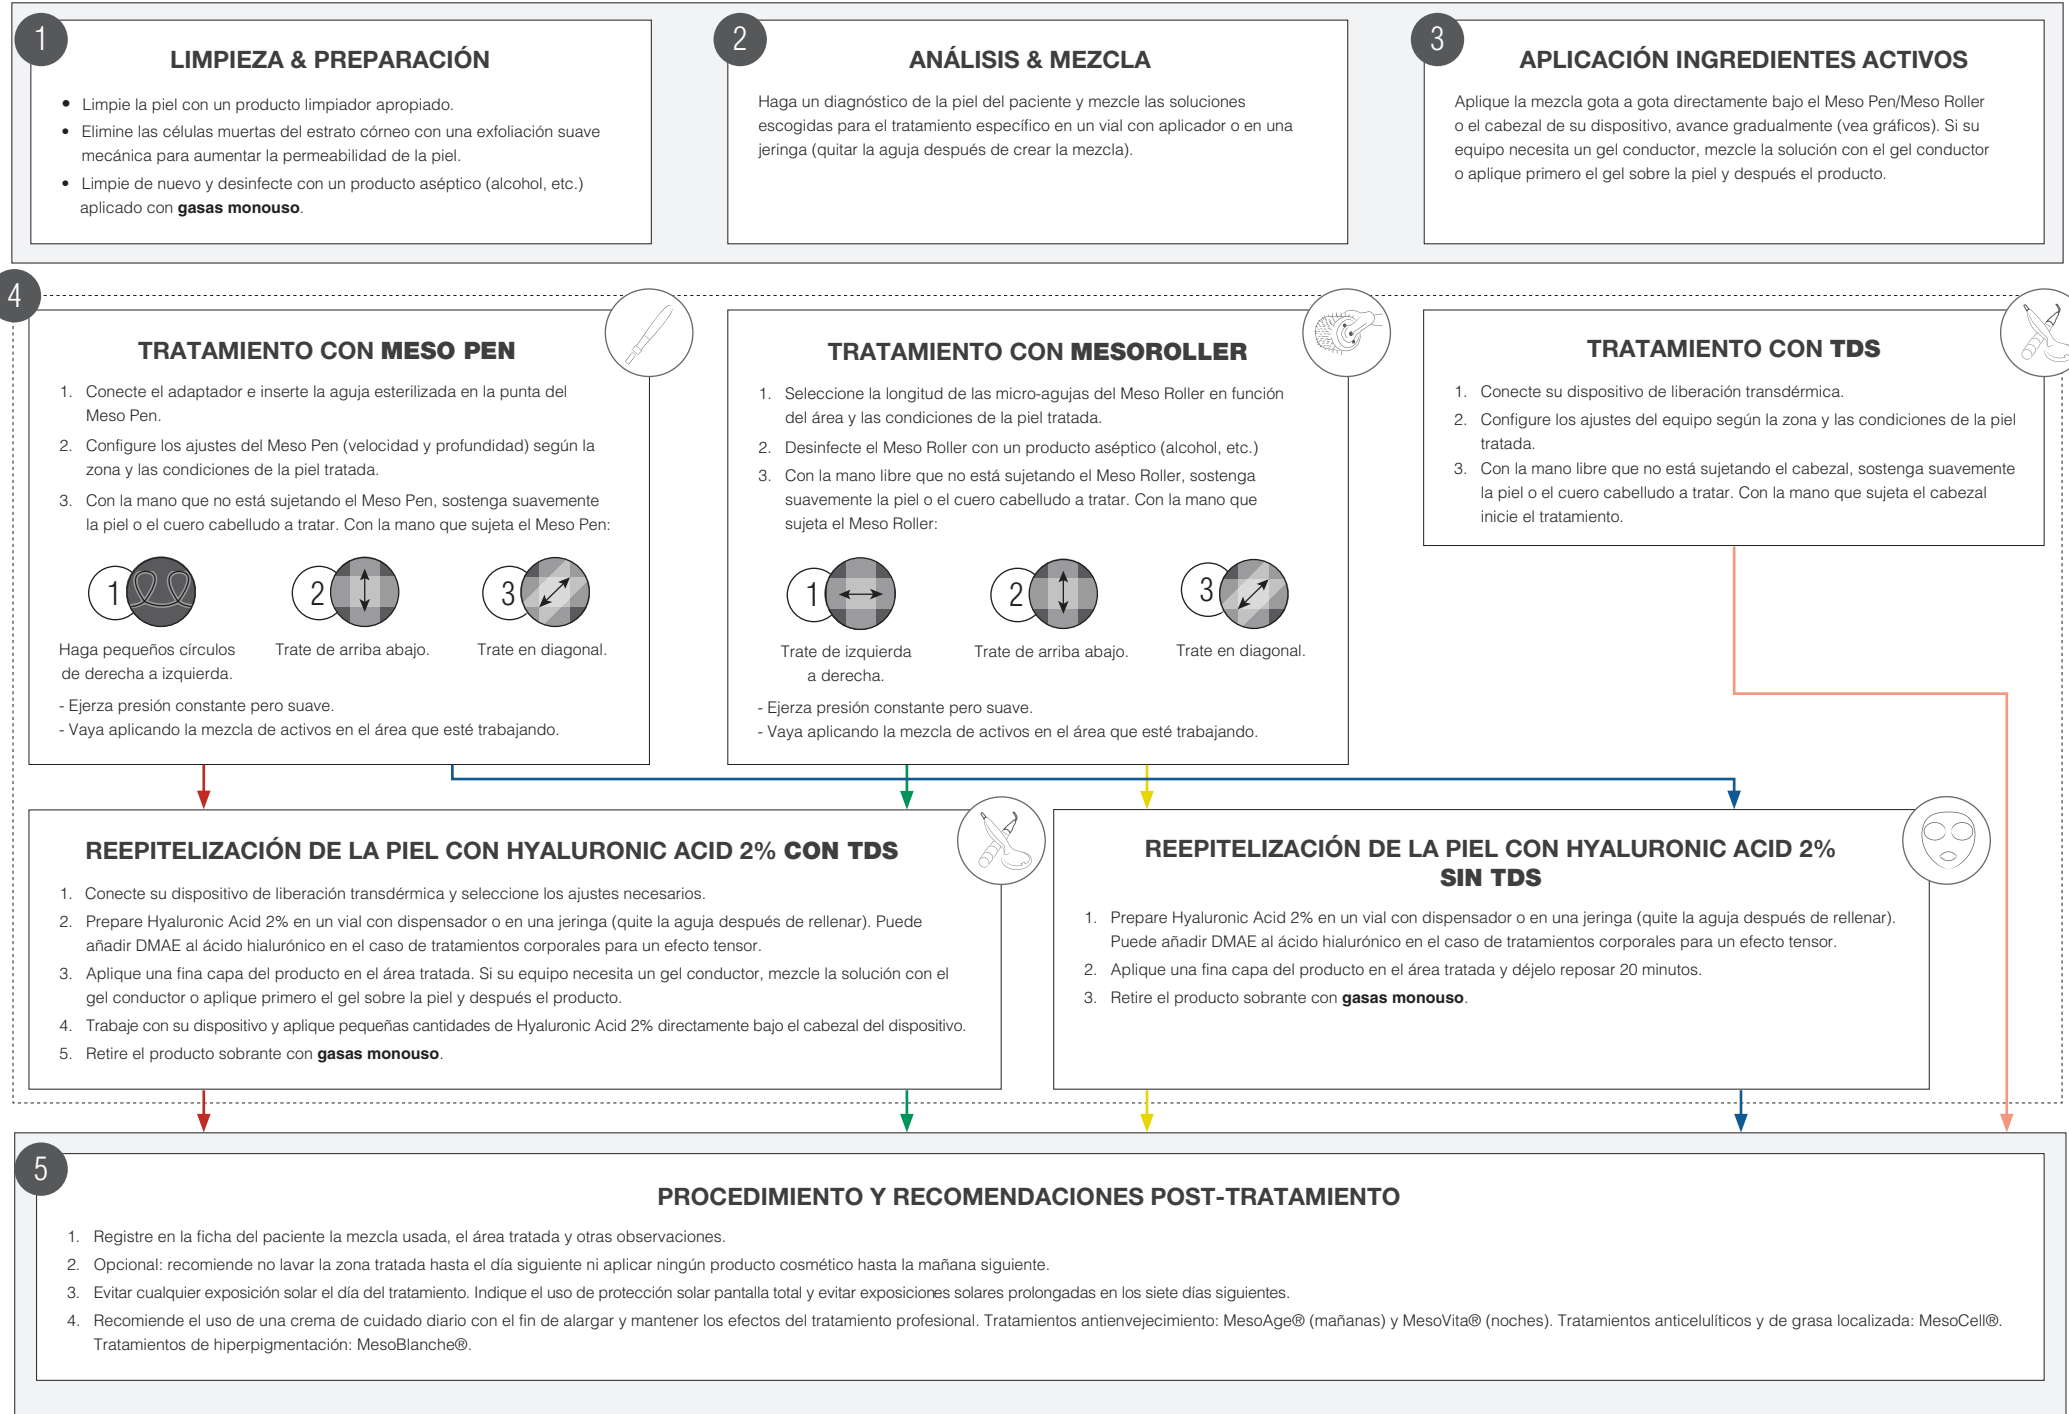 1
LIMPIEZA & PREPARACIÓN
• Limpie la piel con un producto limpiador apropiado.
• Elimine las células muertas del estrato córneo con una exfoliación suave
mecánica para aumentar la permeabilidad de la piel.
• Limpie de nuevo y desinfecte con un producto aséptico (alcohol, etc.)
aplicado con gasas monouso.
2
ANÁLISIS & MEZCLA
Haga un diagnóstico de la piel del paciente y mezcle las soluciones
escogidas para el tratamiento específico en un vial con aplicador o en una
jeringa (quitar la aguja después de crear la mezcla).
3
APLICACIÓN INGREDIENTES ACTIVOS
Aplique la mezcla gota a gota directamente bajo el Meso Pen/Meso Roller
o el cabezal de su dispositivo, avance gradualmente (vea gráficos). Si su
equipo necesita un gel conductor, mezcle la solución con el gel conductor
o aplique primero el gel sobre la piel y después el producto.
4
TRATAMIENTO CON MESO PEN
1. Conecte el adaptador e inserte la aguja esterilizada en la punta del
Meso Pen.
2. Configure los ajustes del Meso Pen (velocidad y profundidad) según la
zona y las condiciones de la piel tratada.
3. Con la mano que no está sujetando el Meso Pen, sostenga suavemente
la piel o el cuero cabelludo a tratar. Con la mano que sujeta el Meso Pen:
1
2
3
Haga pequeños círculos
de derecha a izquierda.
Trate de arriba abajo.
Trate en diagonal.
- Ejerza presión constante pero suave.
- Vaya aplicando la mezcla de activos en el área que esté trabajando.
TRATAMIENTO CON MESOROLLER
1. Seleccione la longitud de las micro-agujas del Meso Roller en función
del área y las condiciones de la piel tratada.
2. Desinfecte el Meso Roller con un producto aséptico (alcohol, etc.)
3. Con la mano libre que no está sujetando el Meso Roller, sostenga
suavemente la piel o el cuero cabelludo a tratar. Con la mano que
sujeta el Meso Roller:
1
2
3
Trate de izquierda
a derecha.
Trate de arriba abajo.
Trate en diagonal.
- Ejerza presión constante pero suave.
- Vaya aplicando la mezcla de activos en el área que esté trabajando.
TRATAMIENTO CON TDS
1. Conecte su dispositivo de liberación transdérmica.
2. Configure los ajustes del equipo según la zona y las condiciones de la piel
tratada.
3. Con la mano libre que no está sujetando el cabezal, sostenga suavemente
la piel o el cuero cabelludo a tratar. Con la mano que sujeta el cabezal
inicie el tratamiento.
REEPITELIZACIÓN DE LA PIEL CON HYALURONIC ACID 2% CON TDS
1. Conecte su dispositivo de liberación transdérmica y seleccione los ajustes necesarios.
2. Prepare Hyaluronic Acid 2% en un vial con dispensador o en una jeringa (quite la aguja después de rellenar). Puede
añadir DMAE al ácido hialurónico en el caso de tratamientos corporales para un efecto tensor.
3. Aplique una fina capa del producto en el área tratada. Si su equipo necesita un gel conductor, mezcle la solución con el
gel conductor o aplique primero el gel sobre la piel y después el producto.
4. Trabaje con su dispositivo y aplique pequeñas cantidades de Hyaluronic Acid 2% directamente bajo el cabezal del dispositivo.
5. Retire el producto sobrante con gasas monouso.
REEPITELIZACIÓN DE LA PIEL CON HYALURONIC ACID 2%
SIN TDS
1. Prepare Hyaluronic Acid 2% en un vial con dispensador o en una jeringa (quite la aguja después de rellenar).
Puede añadir DMAE al ácido hialurónico en el caso de tratamientos corporales para un efecto tensor.
2. Aplique una fina capa del producto en el área tratada y déjelo reposar 20 minutos.
3. Retire el producto sobrante con gasas monouso.
5
PROCEDIMIENTO Y RECOMENDACIONES POST-TRATAMIENTO
1. Registre en la ficha del paciente la mezcla usada, el área tratada y otras observaciones.
2. Opcional: recomiende no lavar la zona tratada hasta el día siguiente ni aplicar ningún producto cosmético hasta la mañana siguiente.
3. Evitar cualquier exposición solar el día del tratamiento. Indique el uso de protección solar pantalla total y evitar exposiciones solares prolongadas en los siete días siguientes.
4. Recomiende el uso de una crema de cuidado diario con el fin de alargar y mantener los efectos del tratamiento profesional. Tratamientos antienvejecimiento: MesoAge® (mañanas) y MesoVita® (noches). Tratamientos anticelulíticos y de grasa localizada: MesoCell®.
Tratamientos de hiperpigmentación: MesoBlanche®.